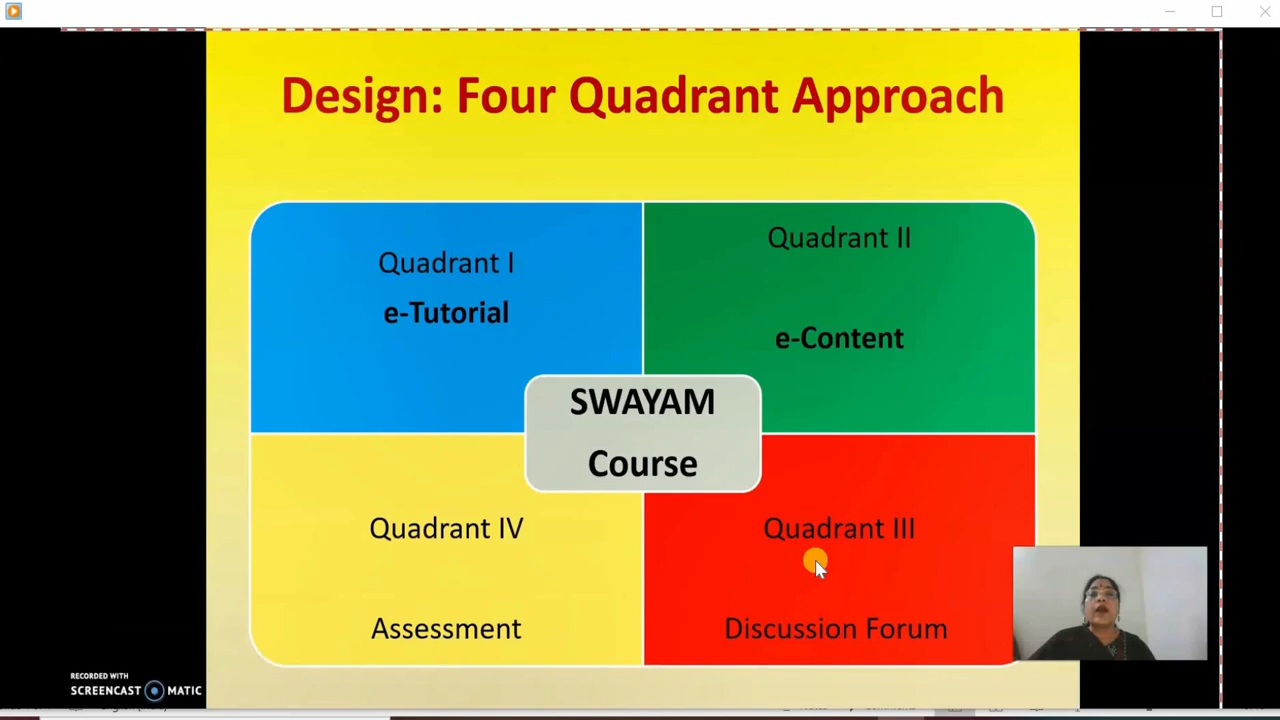 Design: Four Quadrant Approach
Quadrant I
e-Tutorial
Quadrant II
e-Content
SWAYAM
Course
Quadrant IV
Assessment
Quadrant III
Discussion Forum
RECORDED WITH
SCREENCAST MATIC